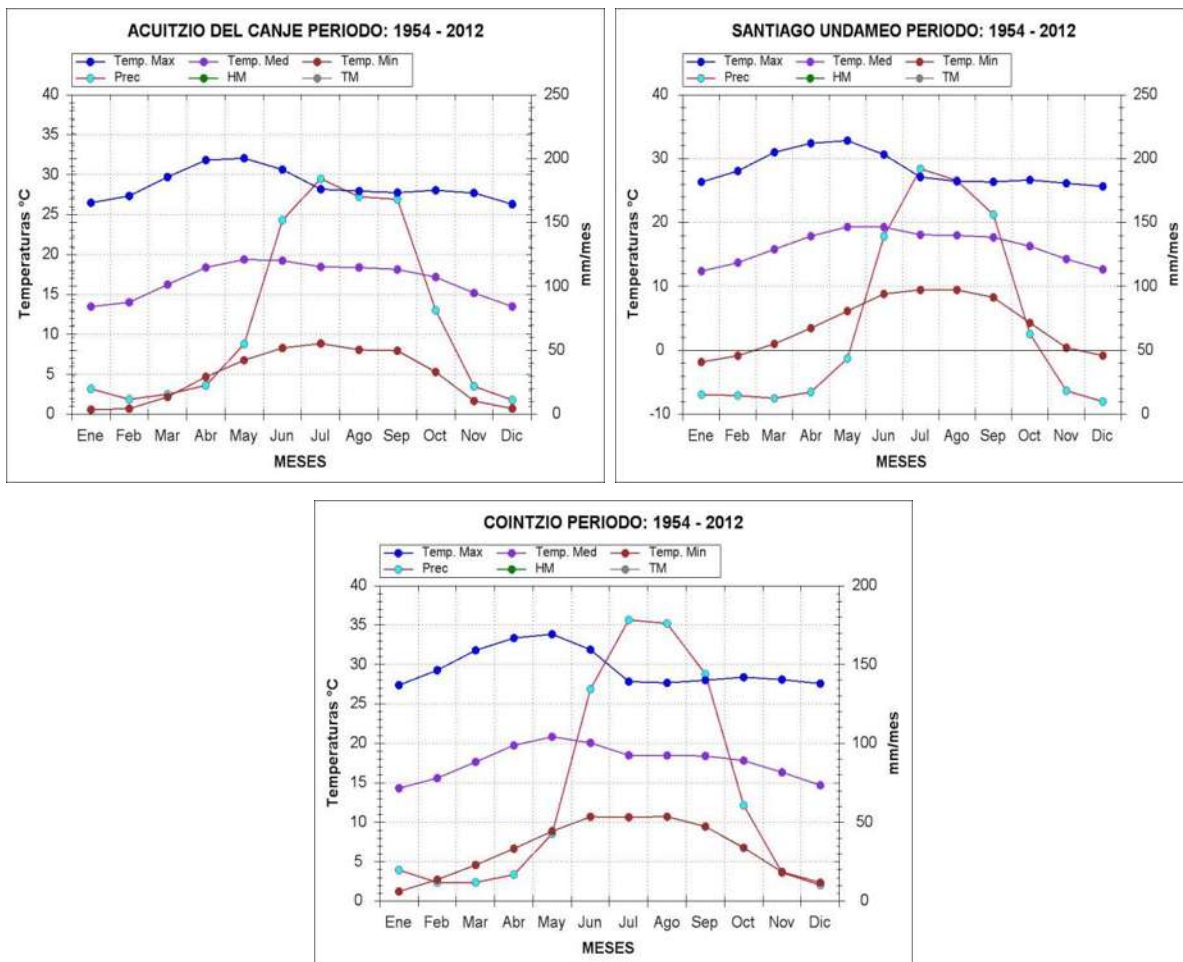 ACUITZIO DEL CANJE PERIODO: 1954 - 2012
Temp. Max Temp. Med Temp. Min
Prec HM TM
40 250
35
30 200
25
150
20
15 100
10
50
5
0 0
Temperaturas °C
mm/mes
Ene Feb Mar Abr May Jun Jul Ago Sep Oct Nov Dic
MESES
SANTIAGO UNDAMEO PERIODO: 1954 - 2012
Temp. Max Temp. Med Temp. Min
Prec HM TM
40 250
30 200
20 150
10 100
0 50
-10 0
Temperaturas °C
mm/mes
Ene Feb Mar Abr May Jun Jul Ago Sep Oct Nov Dic
MESES
COINTZIO PERIODO: 1954 - 2012
Temp. Max Temp. Med Temp. Min
Prec HM TM
40 200
35
30 150
25
20 100
15
10 50
5
0 0
Temperaturas °C
mm/mes
Ene Feb Mar Abr May Jun Jul Ago Sep Oct Nov Dic
MESES